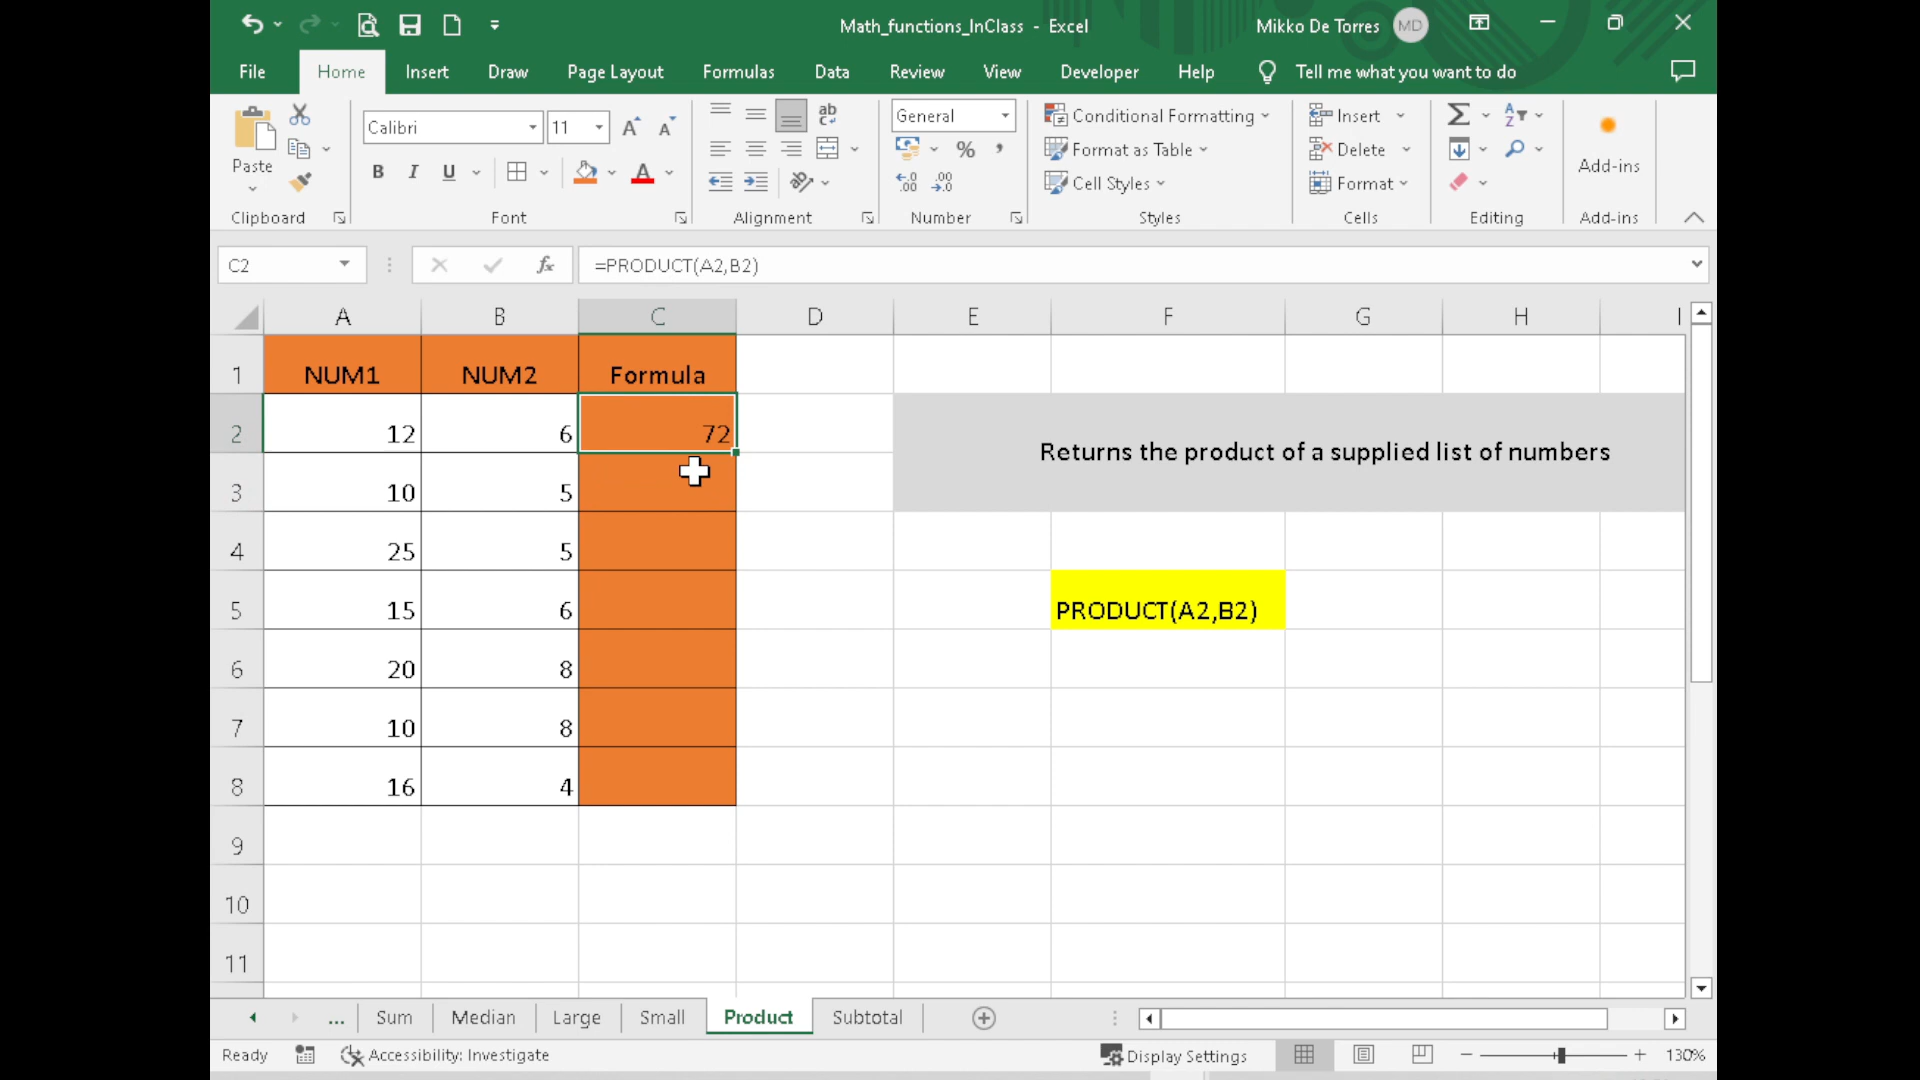 Math_functions_InClass - Excel
Mikko De Torres MD
File Home Insert Draw Page Layout Formulas Data Review View Developer Help Tell me what you want to do
Paste
Clipboard
Calibri 11
B I U A
Font
ab
Alignment
General
% ,
Number
Conditional Formatting
Format as Table
Cell Styles
Styles
Insert
Delete
Format
Cells
Editing
Add-ins
Add-ins
C2 fx =PRODUCT(A2,B2)
A B C D E F G H I
1 NUM1 NUM2 Formula
2 12 6 72
Returns the product of a supplied list of numbers
3 10 5
4 25 5
5 15 6 PRODUCT(A2,B2)
6 20 8
7 10 8
8 16 4
9
10
11
... Sum Median Large Small Product Subtotal
Ready Accessibility: Investigate Display Settings 130%